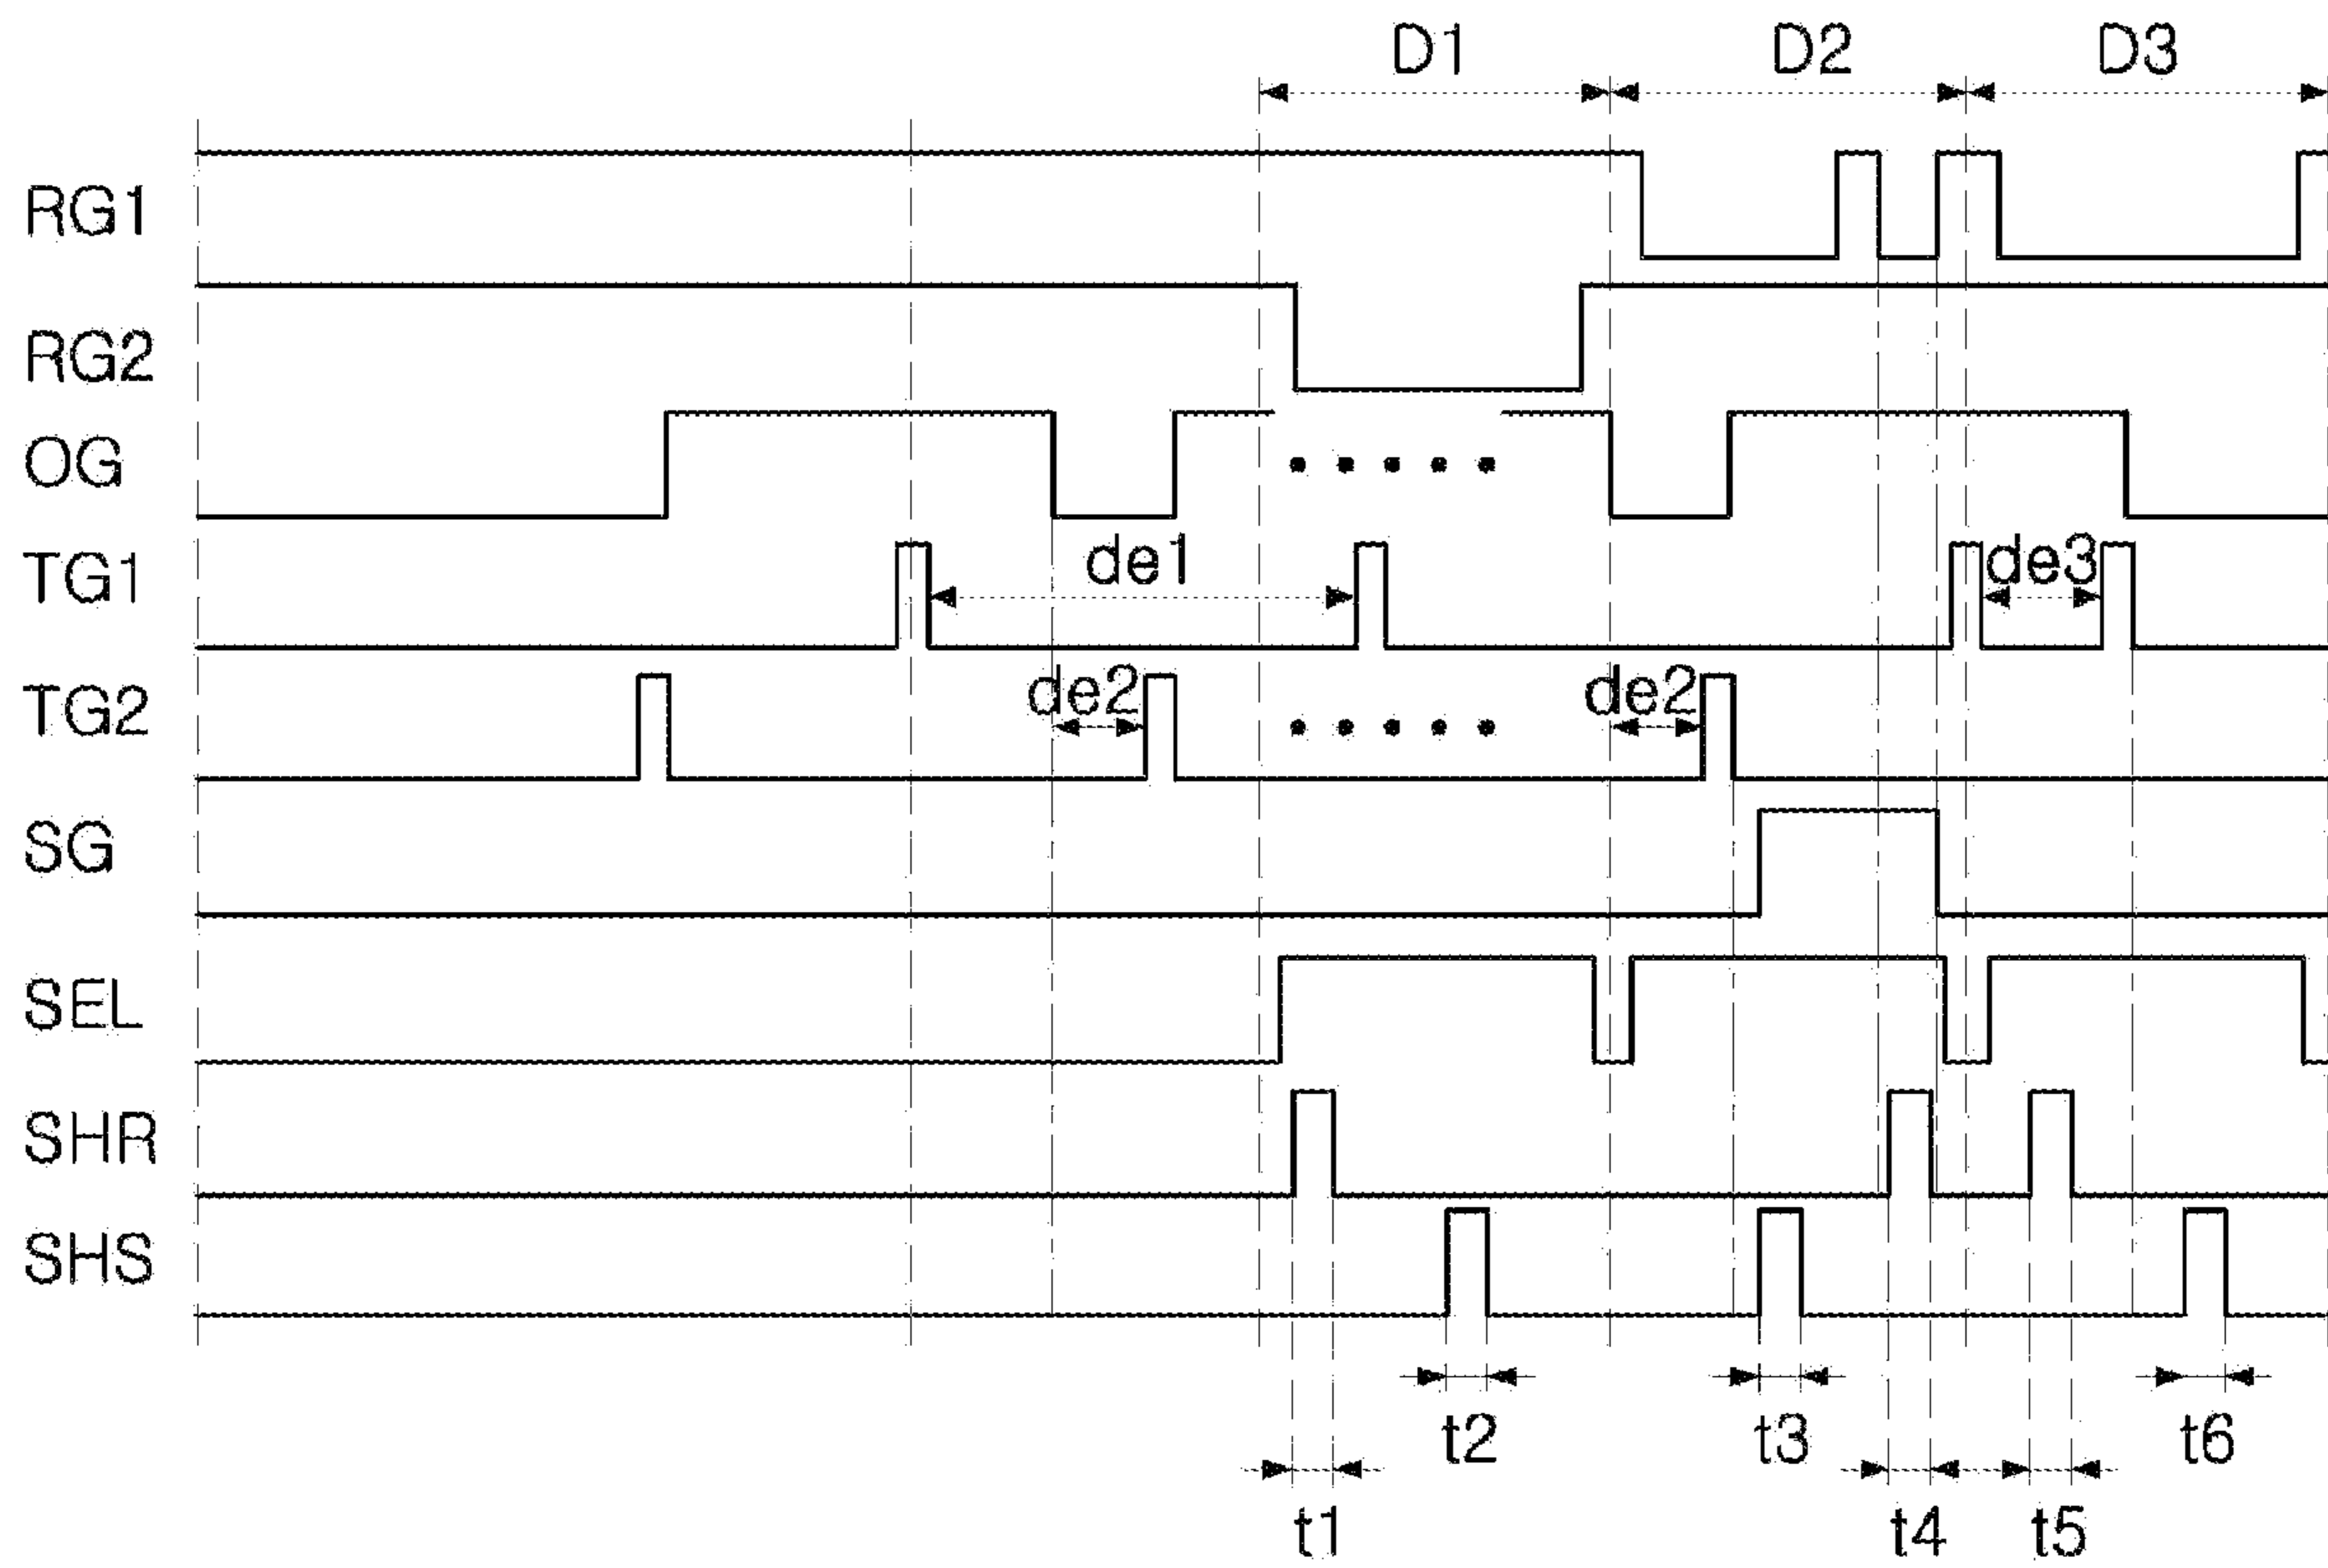 D1 D2 D3
RG1
RG2
OG
TG1 de1 de3
TG2 de2 de2
SG
SEL
SHR
SHS
t2 t3 t6
t1 t4 t5